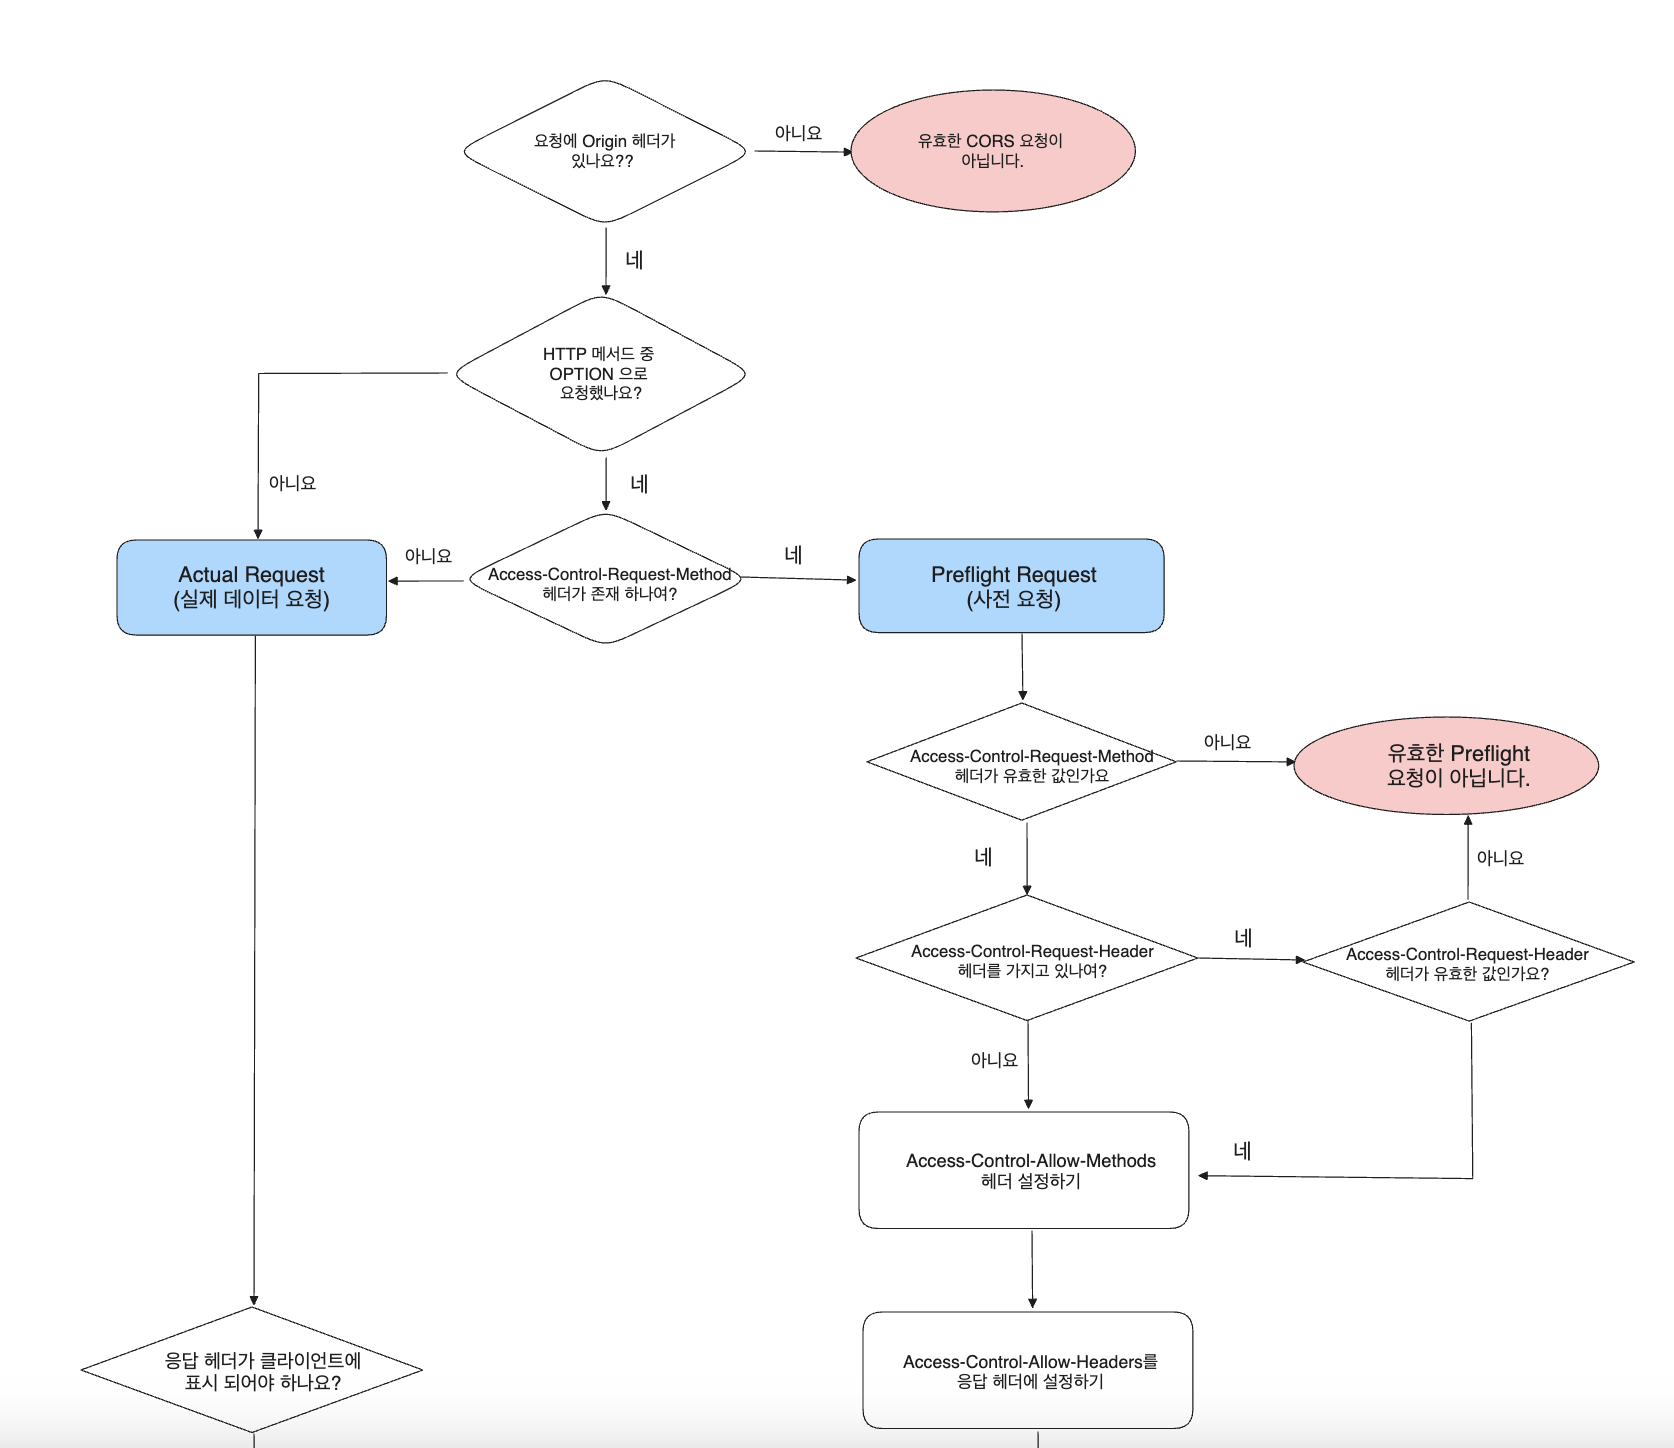 요청에 Origin 헤더가
있나요??
아니요
유효한 CORS 요청이
아닙니다.
네
HTTP 메서드 중
OPTION 으로
요청했나요?
아니요
네
Actual Request
(실제 데이터 요청)
아니요
Access-Control-Request-Method
헤더가 존재 하나여?
네
Preflight Request
(사전 요청)
Access-Control-Request-Method
헤더가 유효한 값인가요
아니요
유효한 Preflight
요청이 아닙니다.
네
아니요
Access-Control-Request-Header
헤더를 가지고 있나여?
네
Access-Control-Request-Header
헤더가 유효한 값인가요?
아니요
네
Access-Control-Allow-Methods
헤더 설정하기
응답 헤더가 클라이언트에
표시 되어야 하나요?
Access-Control-Allow-Headers를
응답 헤더에 설정하기